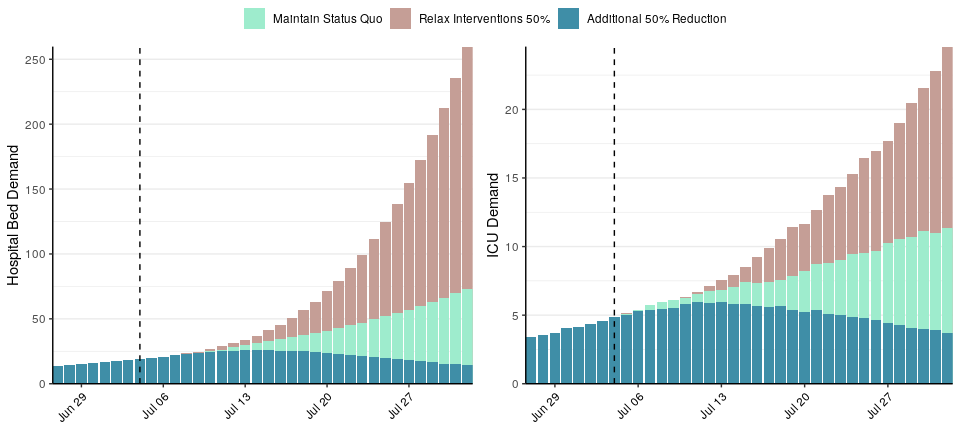 Maintain Status Quo Relax Interventions 50% Additional 50% Reduction
Hospital Bed Demand
250
200
150
100
50
0
Jun 29 Jul 06 Jul 13 Jul 20 Jul 27
ICU Demand
20
15
10
5
0
Jun 29 Jul 06 Jul 13 Jul 20 Jul 27